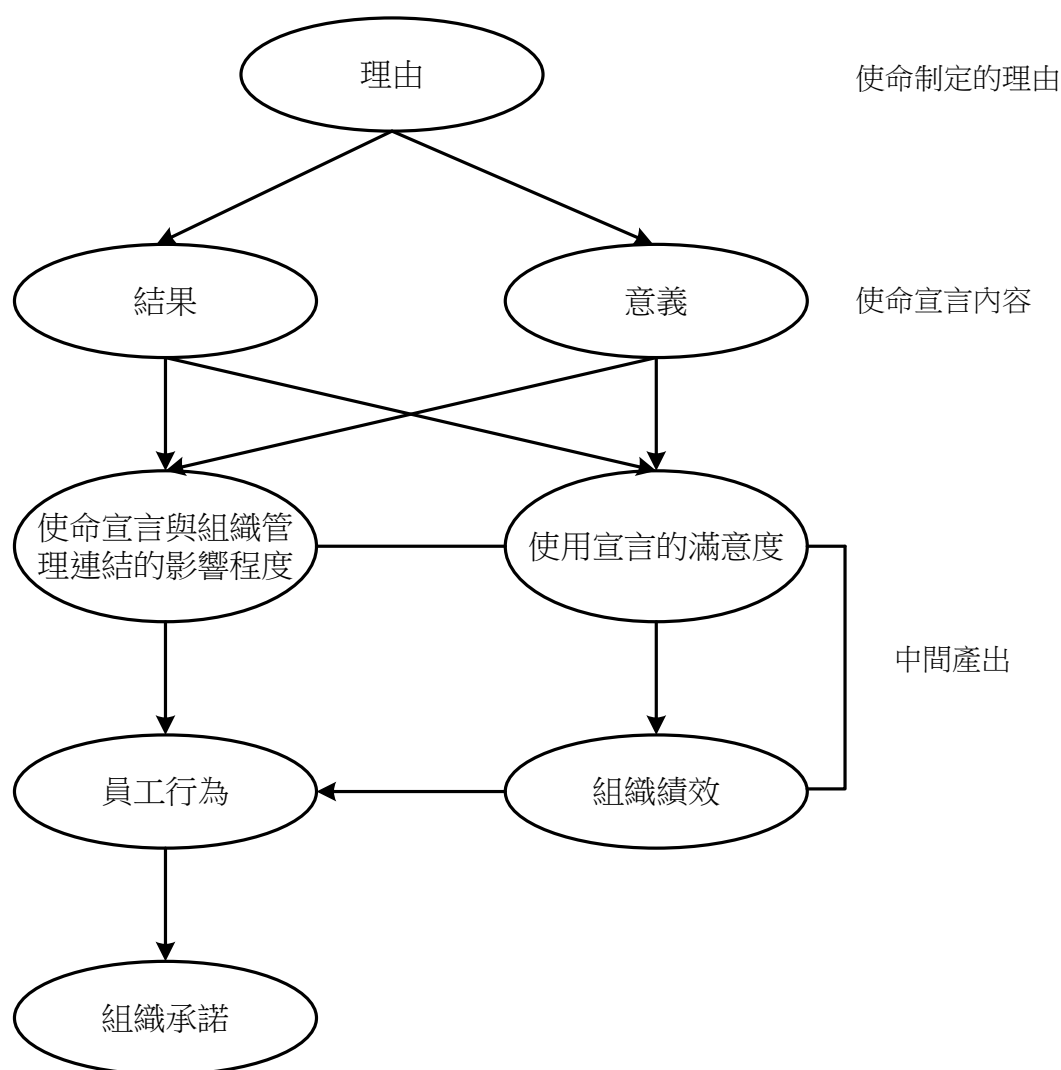 理由
使命制定的理由
結果
意義
使命宣言內容
使命宣言與組織管
理連結的影響程度
使用宣言的滿意度
中間產出
員工行為
組織績效
組織承諾